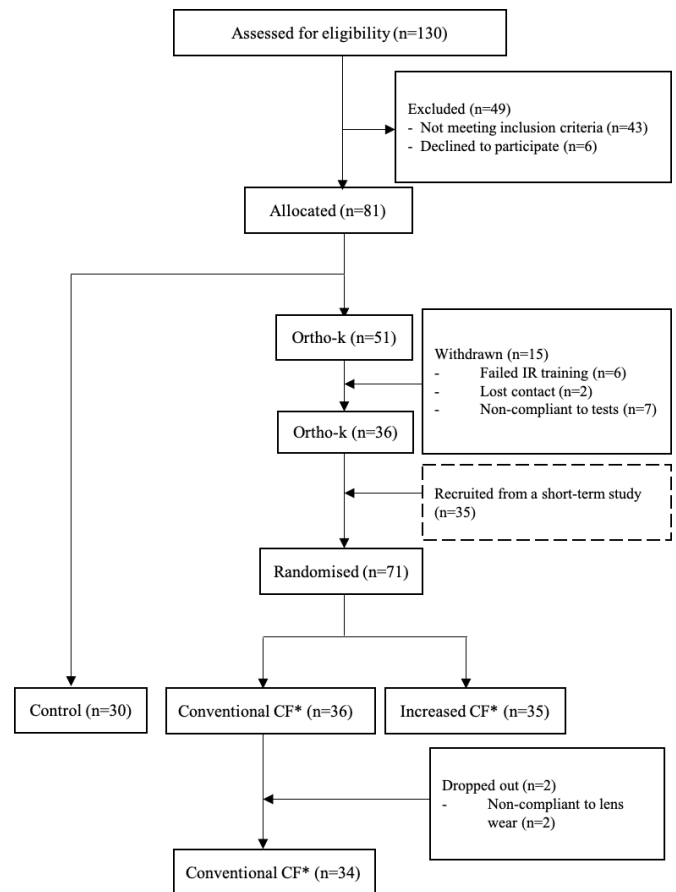 Assessed for eligibility (n=130)
Excluded (n=49)
- Not meeting inclusion criteria (n=43)
- Declined to participate (n=6)
Allocated (n=81)
Ortho-k (n=51)
Withdrawn (n=15)
- Failed IR training (n=6)
- Lost contact (n=2)
- Non-compliant to tests (n=7)
Ortho-k (n=36)
Recruited from a short-term study
(n=35)
Randomised (n=71)
Control (n=30)
Conventional CF* (n=36)
Increased CF* (n=35)
Dropped out (n=2)
- Non-compliant to lens
wear (n=2)
Conventional CF* (n=34)